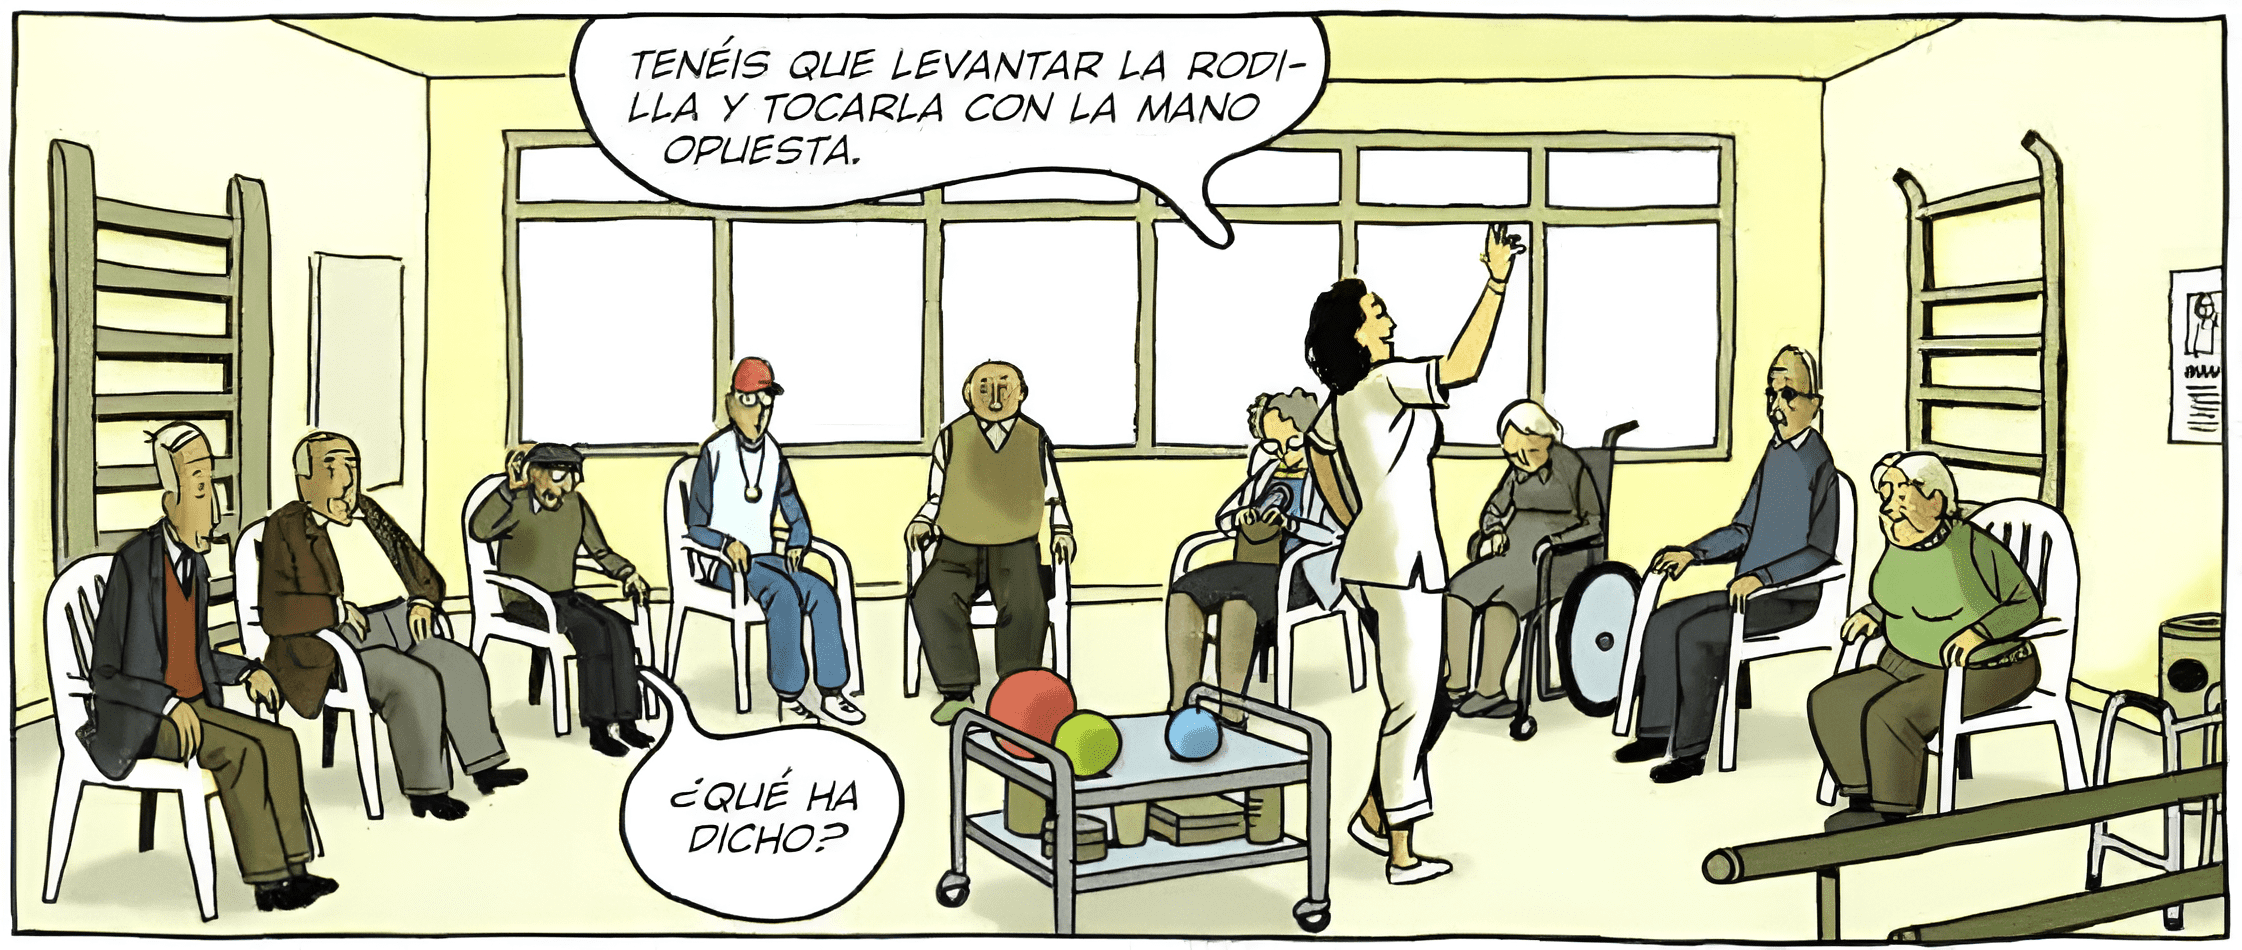 TENÉIS QUE LEVANTAR LA RODI-
LLA Y TOCARLA CON LA MANO
OPUESTA.
¿QUÉ HA
DICHO?